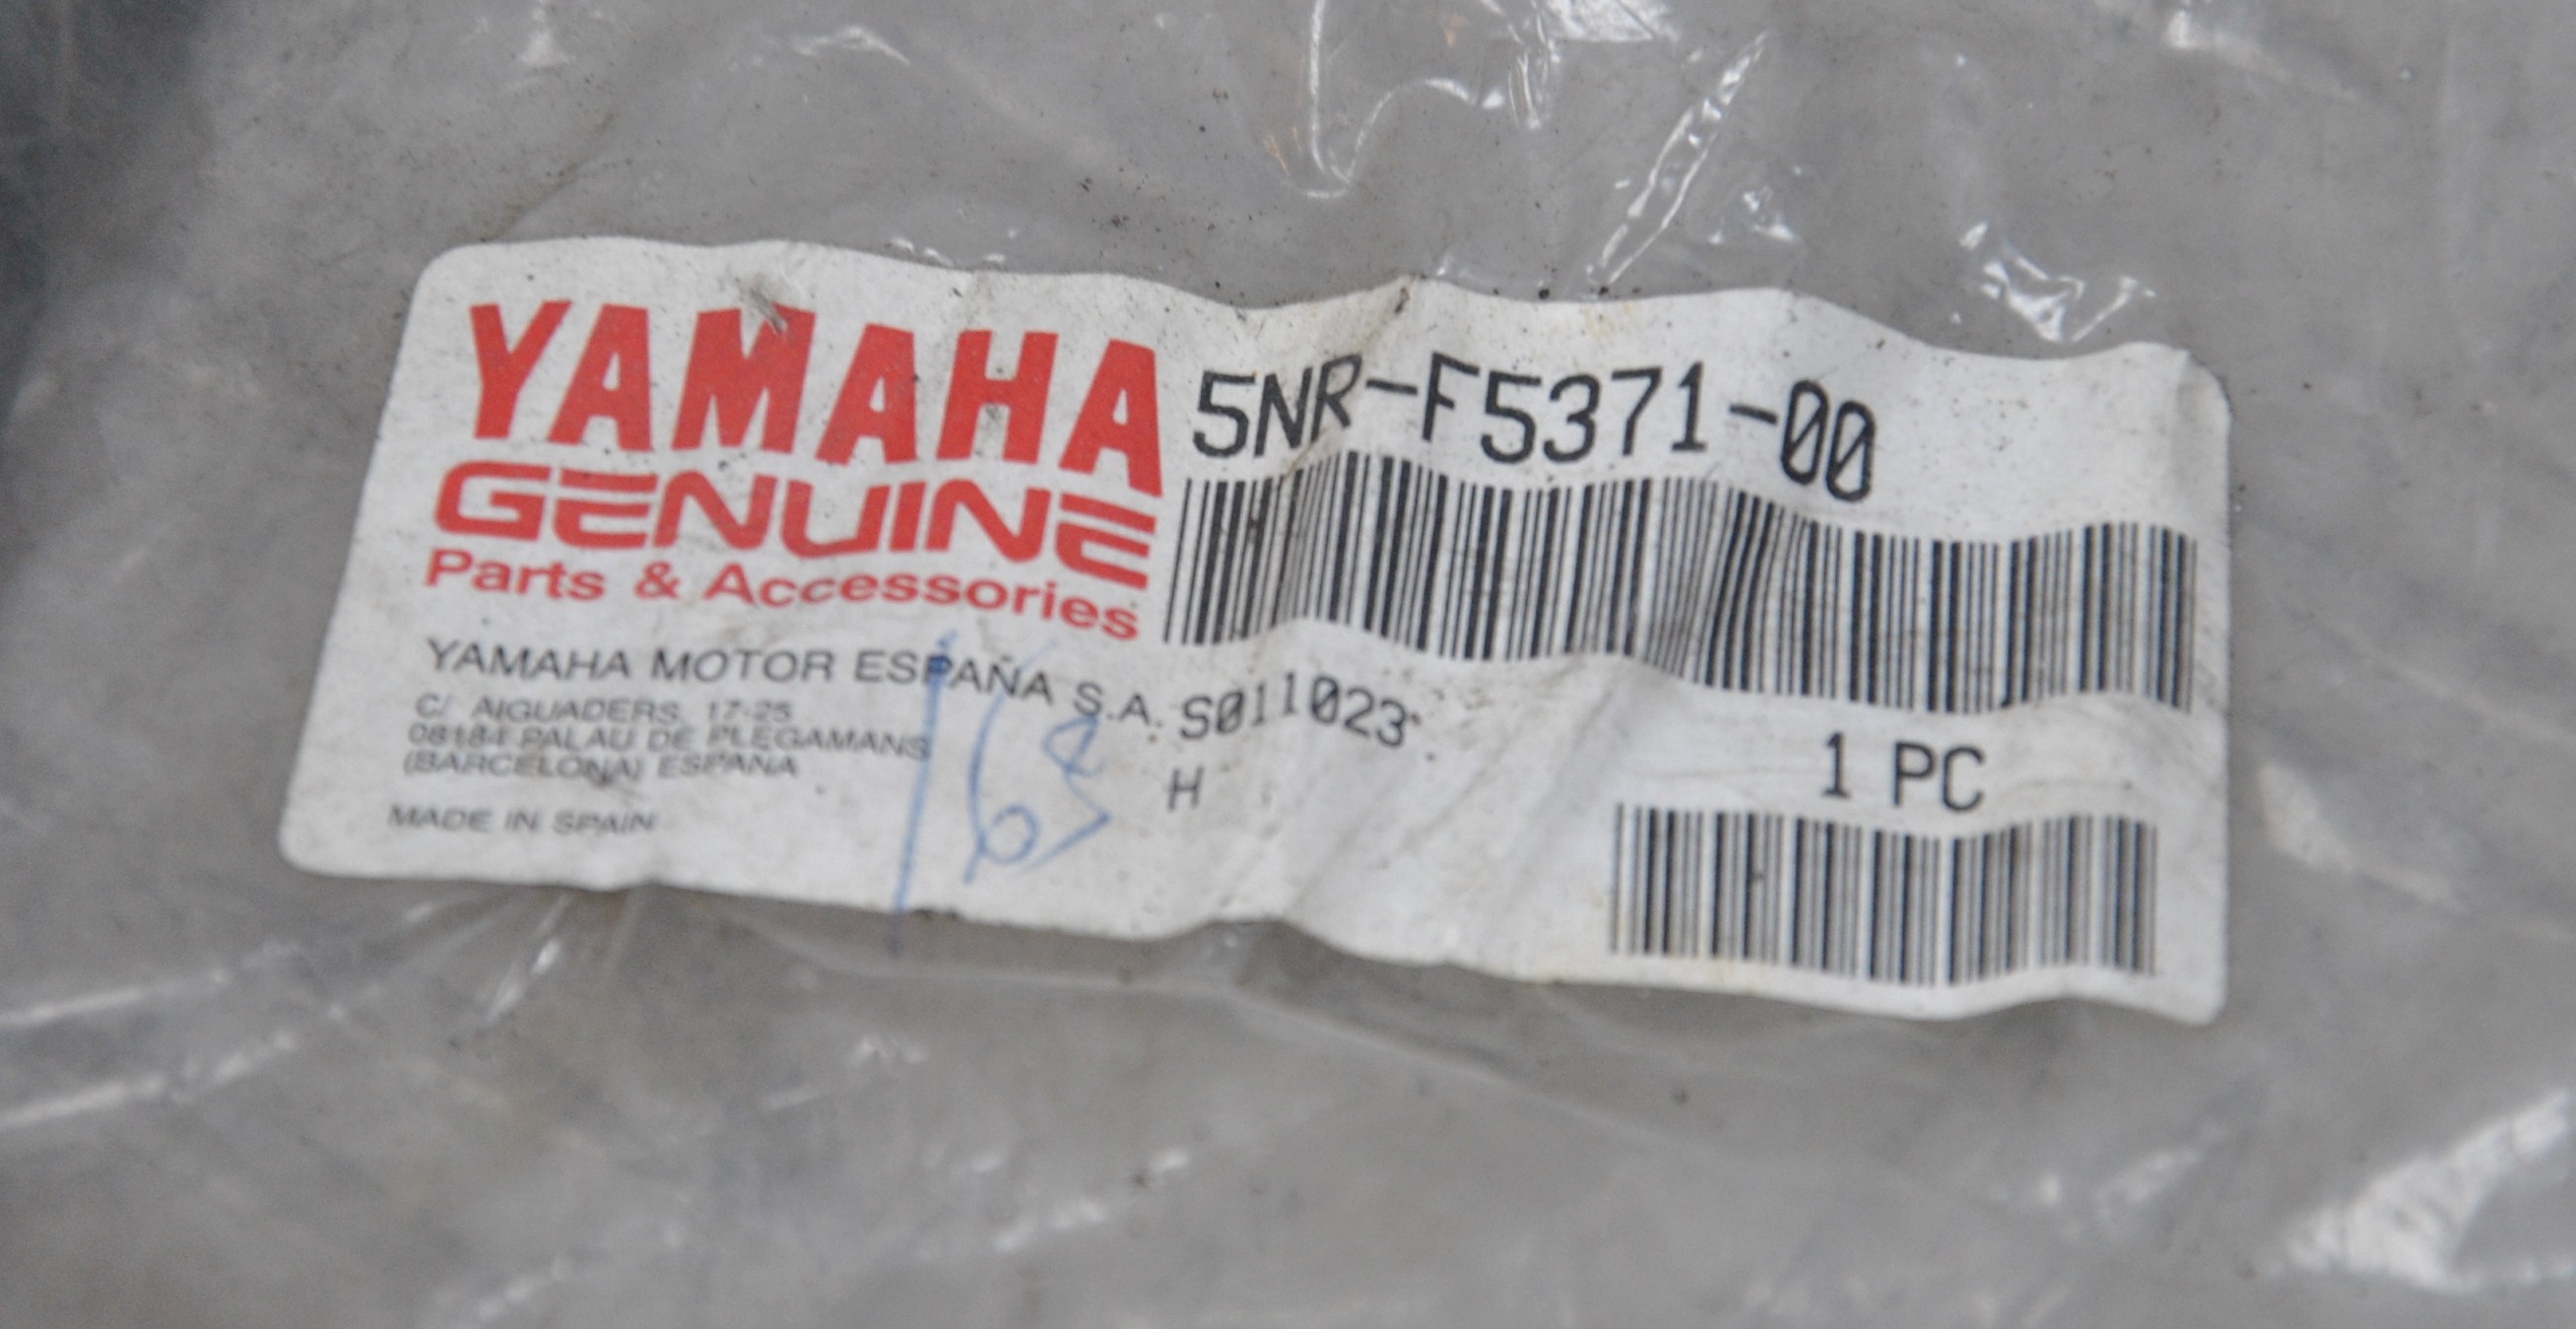 YAMAHA
GENUINE
Parts & Accessories
5NR-F5371-00
YAMAHA MOTOR ESPAÑA S.A.
S011023
C/ AIGUADERS, 17-25
08184 PALAU DE PLEGAMANS
(BARCELONA) ESPAÑA
H
MADE IN SPAIN
1 PC